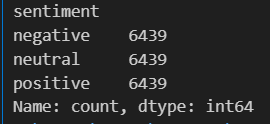 sentiment
negative    6439
neutral     6439
positive    6439
Name: count, dtype: int64